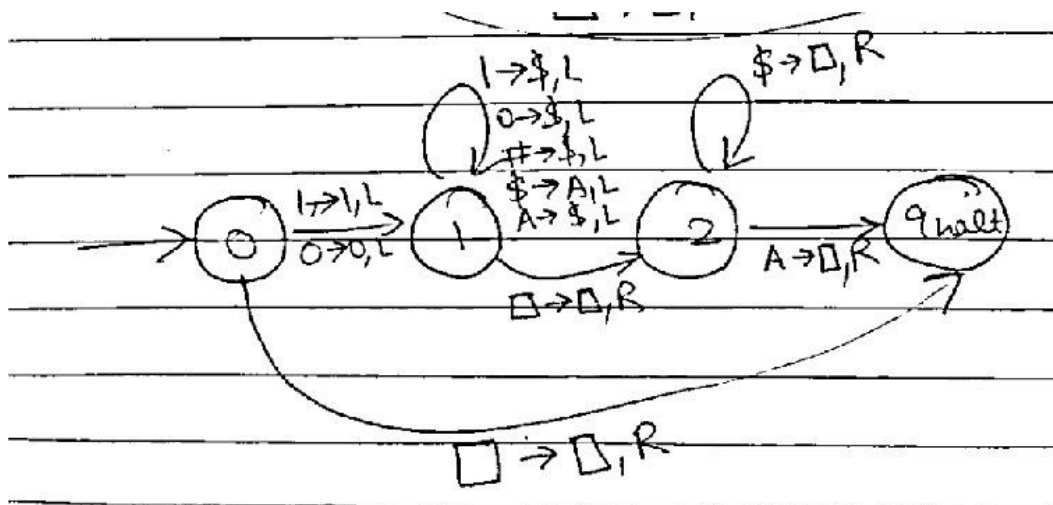 1→$, L
0→$, L
#→$, L
$→A, L
A→$, L
$→□, R
1→1, L
0→0, L
0
1
2
qhalt
□→□, R
A→□, R
□→□, R